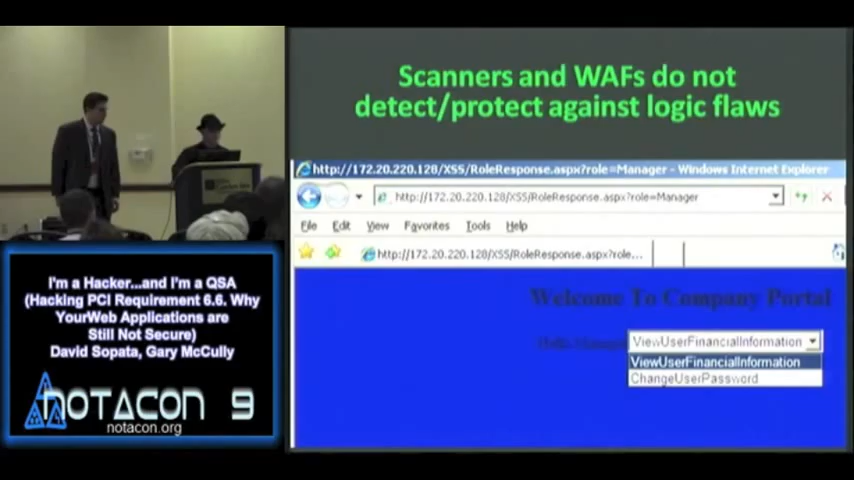 Scanners and WAFs do not
detect/protect against logic flaws
http://172.20.220.128/XSS/RoleResponse.aspx?role=Manager - Windows Internet Explorer
http://172.20.220.128/XSS/RoleResponse.aspx?role=Manager
File Edit View Favorites Tools Help
http://172.20.220.128/XSS/RoleResponse.aspx?role...
Welcome To Company Portal
Hello Manager ViewUserFinancialInformation
ViewUserFinancialInformation
ChangeUserPassword
I'm a Hacker...and I'm a QSA
(Hacking PCI Requirement 6.6. Why
YourWeb Applications are
Still Not Secure)
David Sopata, Gary McCully
NOTACON 9
notacon.org